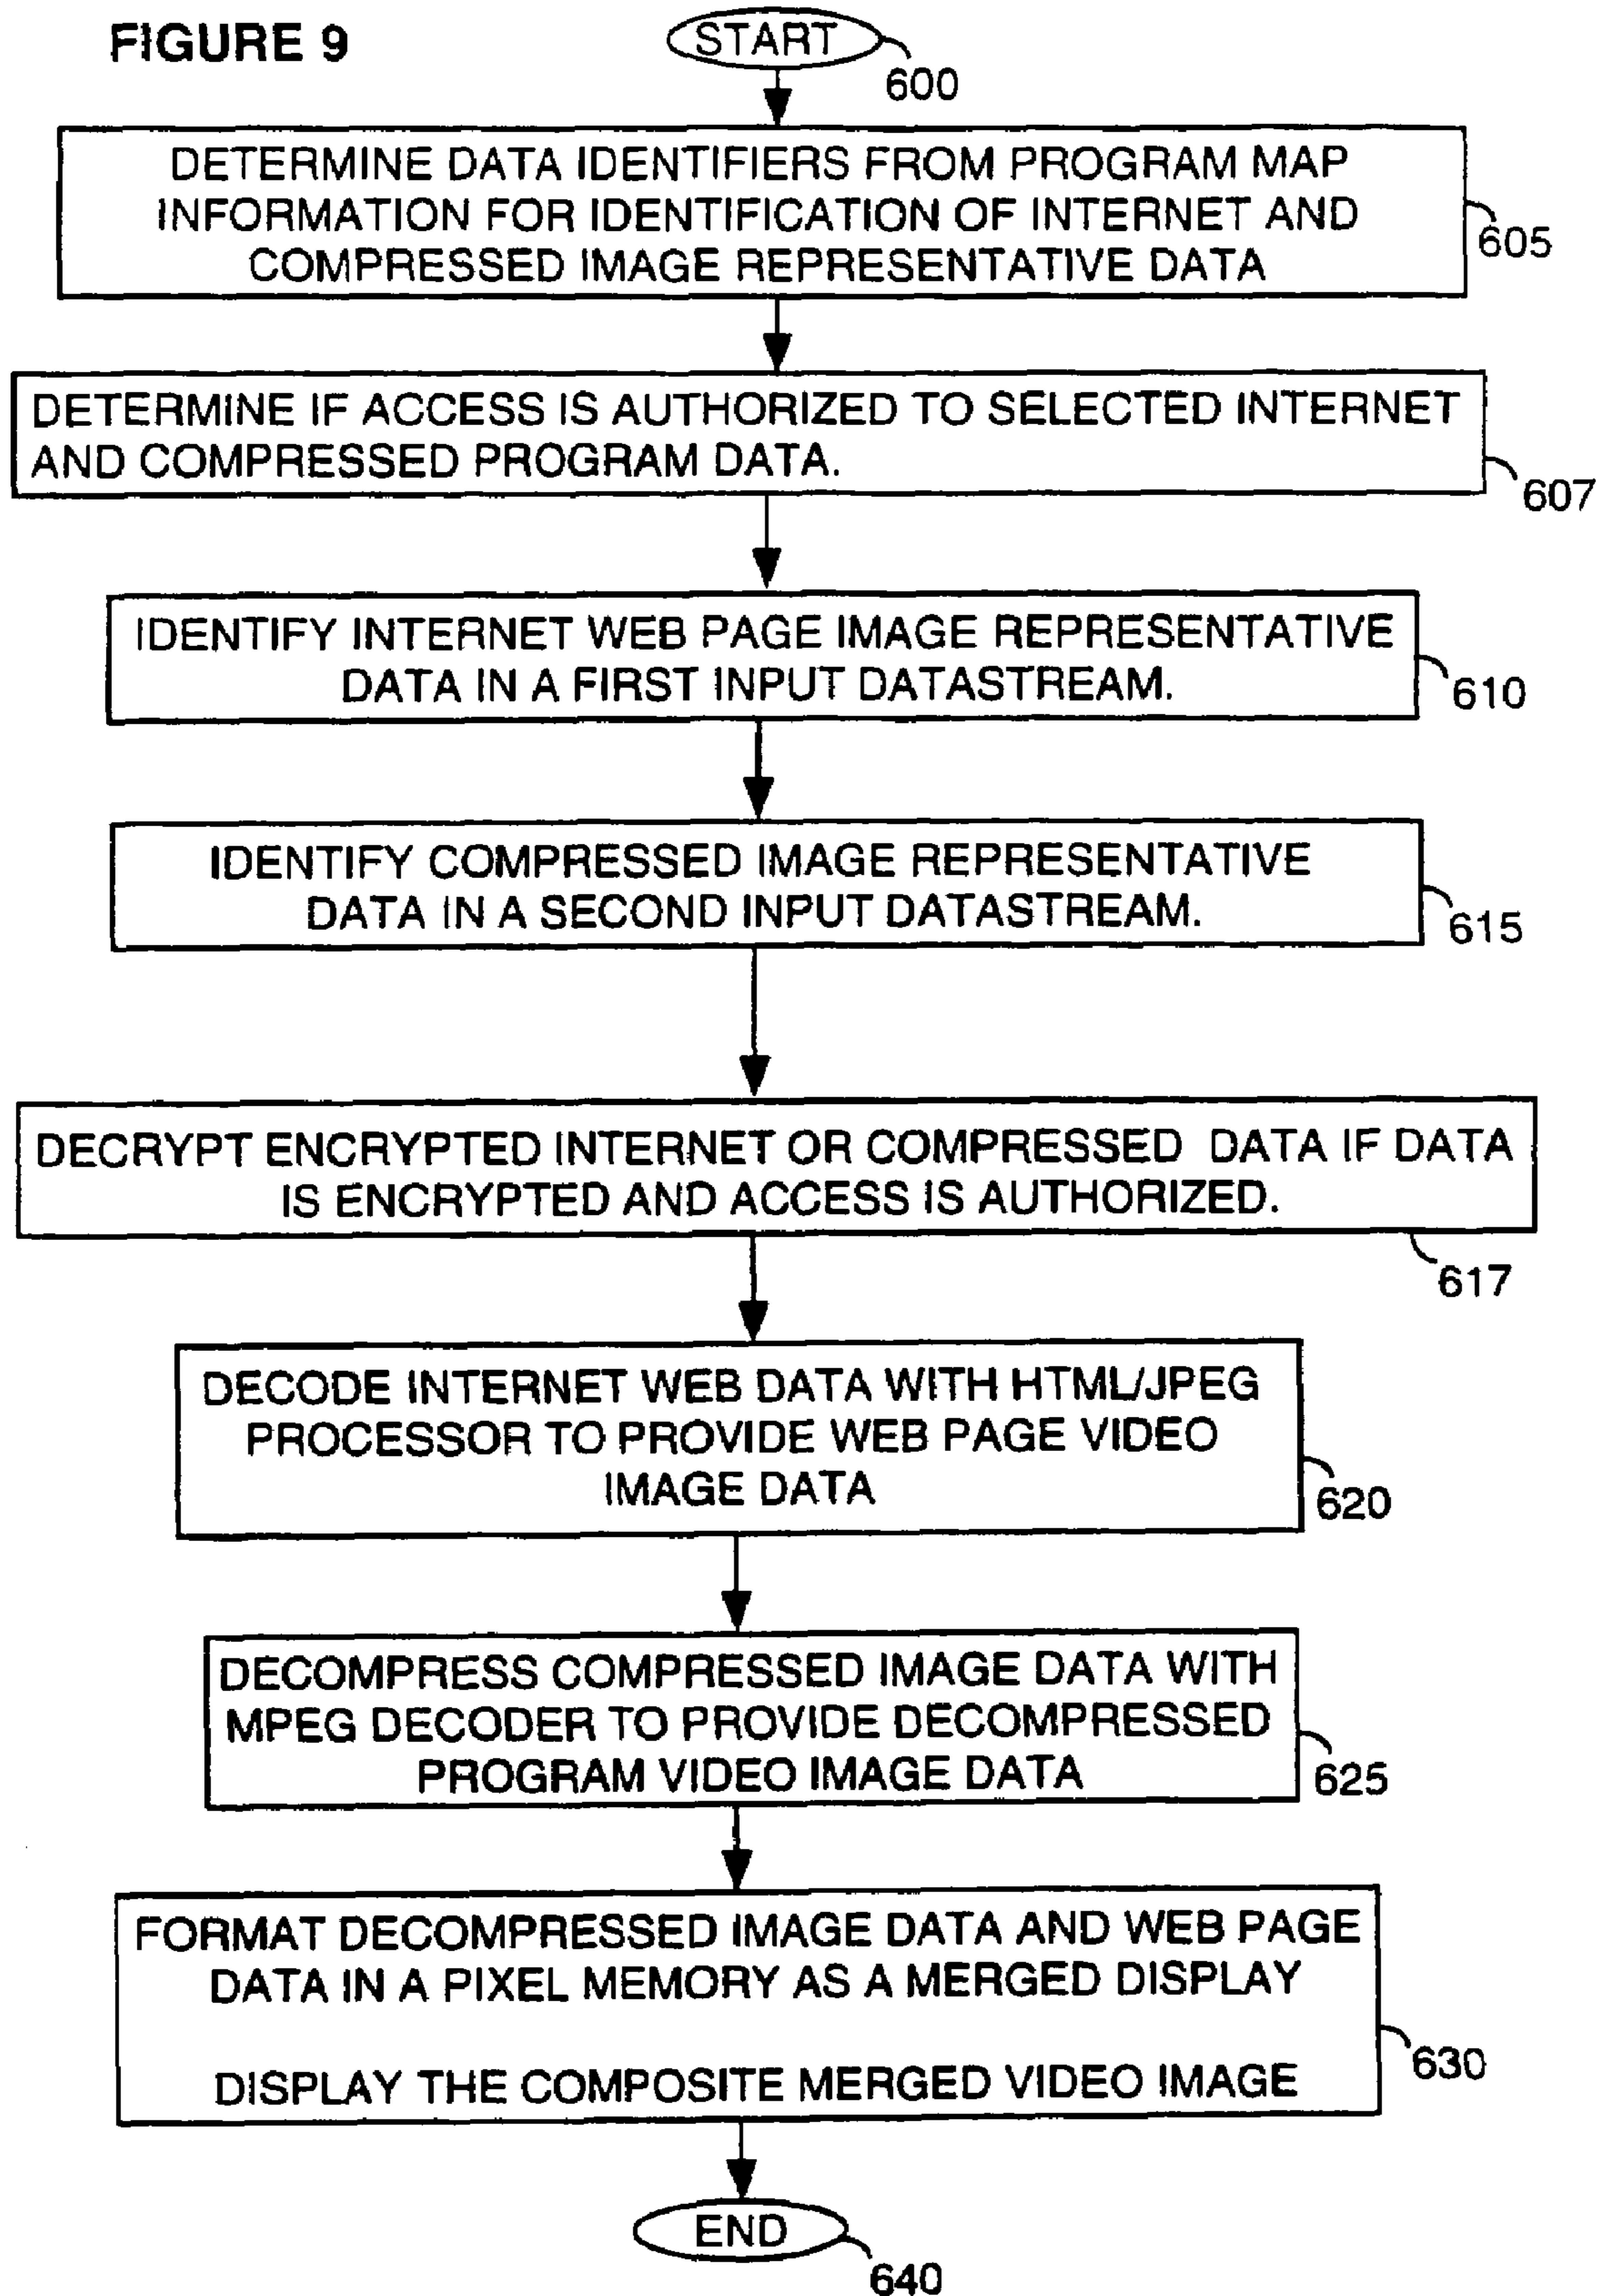 FIGURE 9
START
600
DETERMINE DATA IDENTIFIERS FROM PROGRAM MAP
INFORMATION FOR IDENTIFICATION OF INTERNET AND
COMPRESSED IMAGE REPRESENTATIVE DATA
605
DETERMINE IF ACCESS IS AUTHORIZED TO SELECTED INTERNET
AND COMPRESSED PROGRAM DATA.
607
IDENTIFY INTERNET WEB PAGE IMAGE REPRESENTATIVE
DATA IN A FIRST INPUT DATASTREAM.
610
IDENTIFY COMPRESSED IMAGE REPRESENTATIVE
DATA IN A SECOND INPUT DATASTREAM.
615
DECRYPT ENCRYPTED INTERNET OR COMPRESSED DATA IF DATA
IS ENCRYPTED AND ACCESS IS AUTHORIZED.
617
DECODE INTERNET WEB DATA WITH HTML/JPEG
PROCESSOR TO PROVIDE WEB PAGE VIDEO
IMAGE DATA
620
DECOMPRESS COMPRESSED IMAGE DATA WITH
MPEG DECODER TO PROVIDE DECOMPRESSED
PROGRAM VIDEO IMAGE DATA
625
FORMAT DECOMPRESSED IMAGE DATA AND WEB PAGE
DATA IN A PIXEL MEMORY AS A MERGED DISPLAY
DISPLAY THE COMPOSITE MERGED VIDEO IMAGE
630
END
640